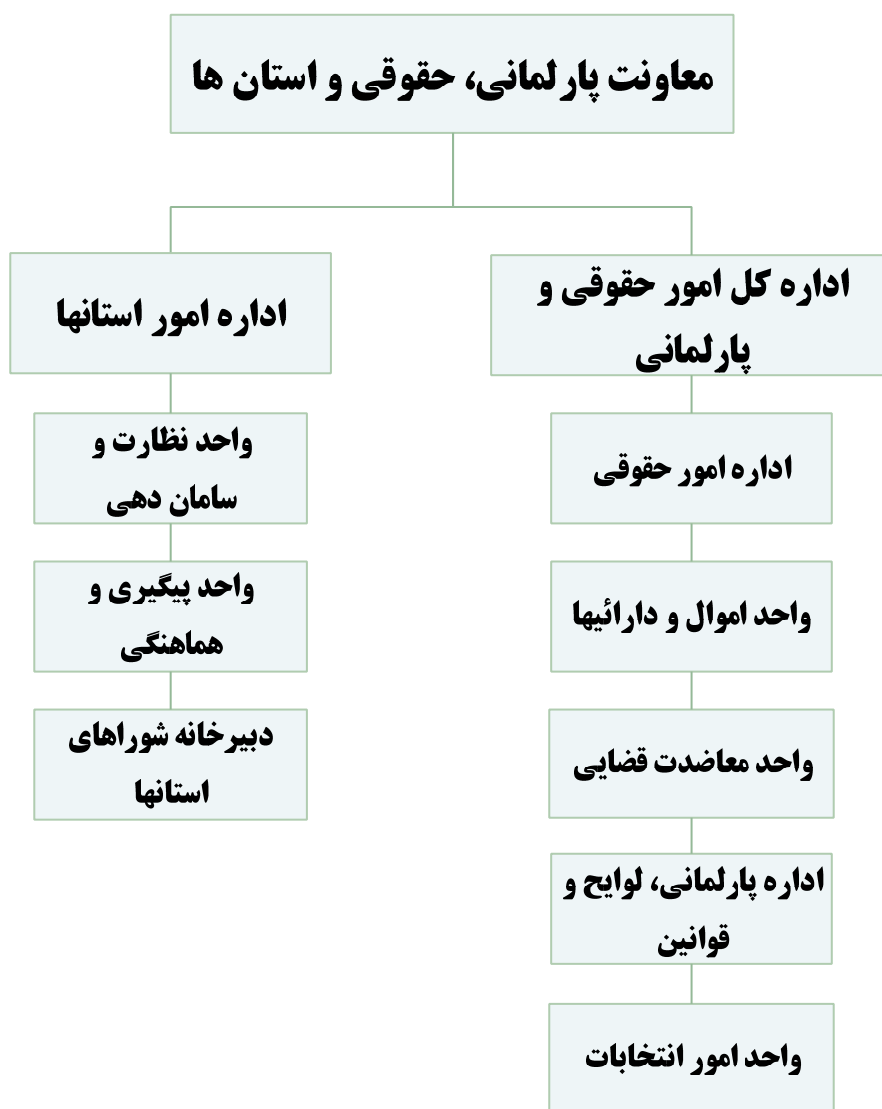 معاونت پارلمانی، حقوقی و استان ها
اداره کل امور حقوقی و
پارلمانی
اداره امور حقوقی
واحد اموال و دارائیها
واحد معاضدت قضایی
اداره پارلمانی، لوایح و
قوانین
واحد امور انتخابات
اداره امور استانها
واحد نظارت و
سامان دهی
واحد پیگیری و
هماهنگی
دبیرخانه شوراهای
استانها